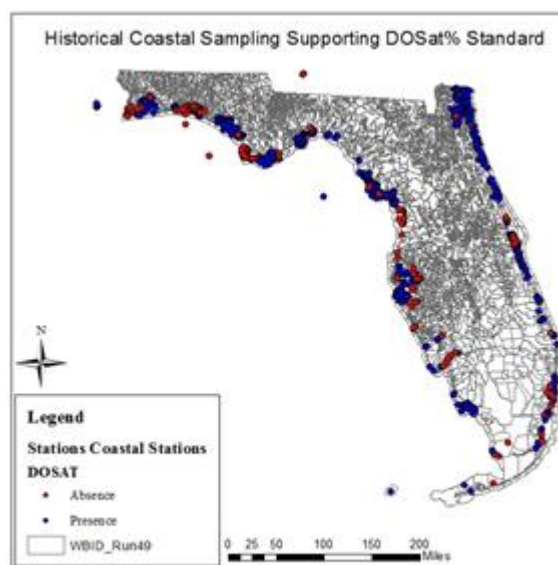 Historical Coastal Sampling Supporting DOSat% Standard
N
Legend
Stations Coastal Stations
DOSAT
Absence
Presence
WBID_Run49
0 25 50 100 150 200
Miles